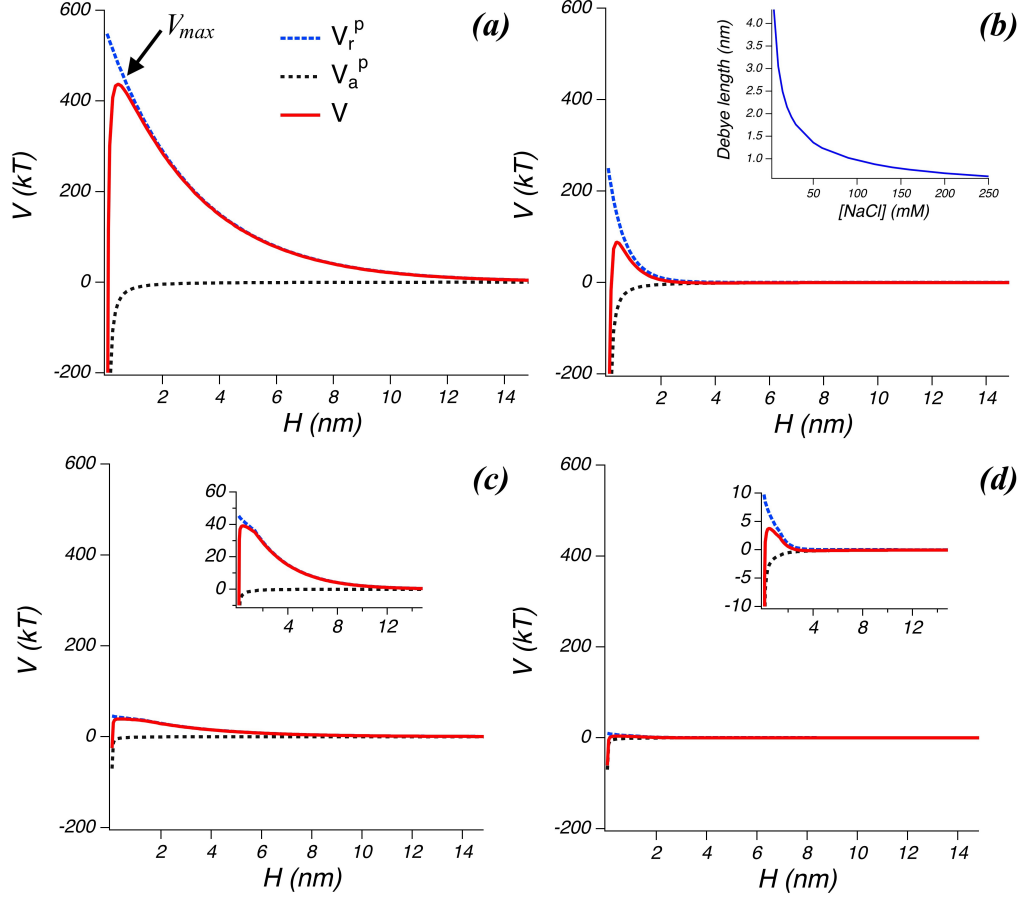 (a)
V_max
V_r^p
V_a^p
V
600
400
200
0
-200
V (kT)
2 4 6 8 10 12 14
H (nm)
(b)
600
400
200
0
-200
V (kT)
2 4 6 8 10 12 14
H (nm)
4.0
3.5
3.0
2.5
2.0
1.5
1.0
Debye length (nm)
50 100 150 200 250
[NaCl] (mM)
(c)
600
400
200
0
-200
V (kT)
2 4 6 8 10 12 14
H (nm)
60
40
20
0
4 8 12
(d)
600
400
200
0
-200
V (kT)
2 4 6 8 10 12 14
H (nm)
10
5
0
-5
-10
4 8 12